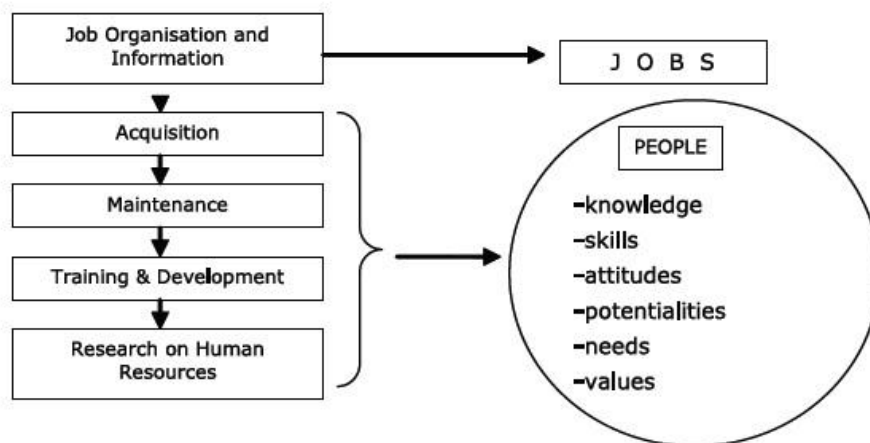 Job Organisation and
Information
J O B S
Acquisition
Maintenance
Training & Development
Research on Human
Resources
PEOPLE
-knowledge
-skills
-attitudes
-potentialities
-needs
-values